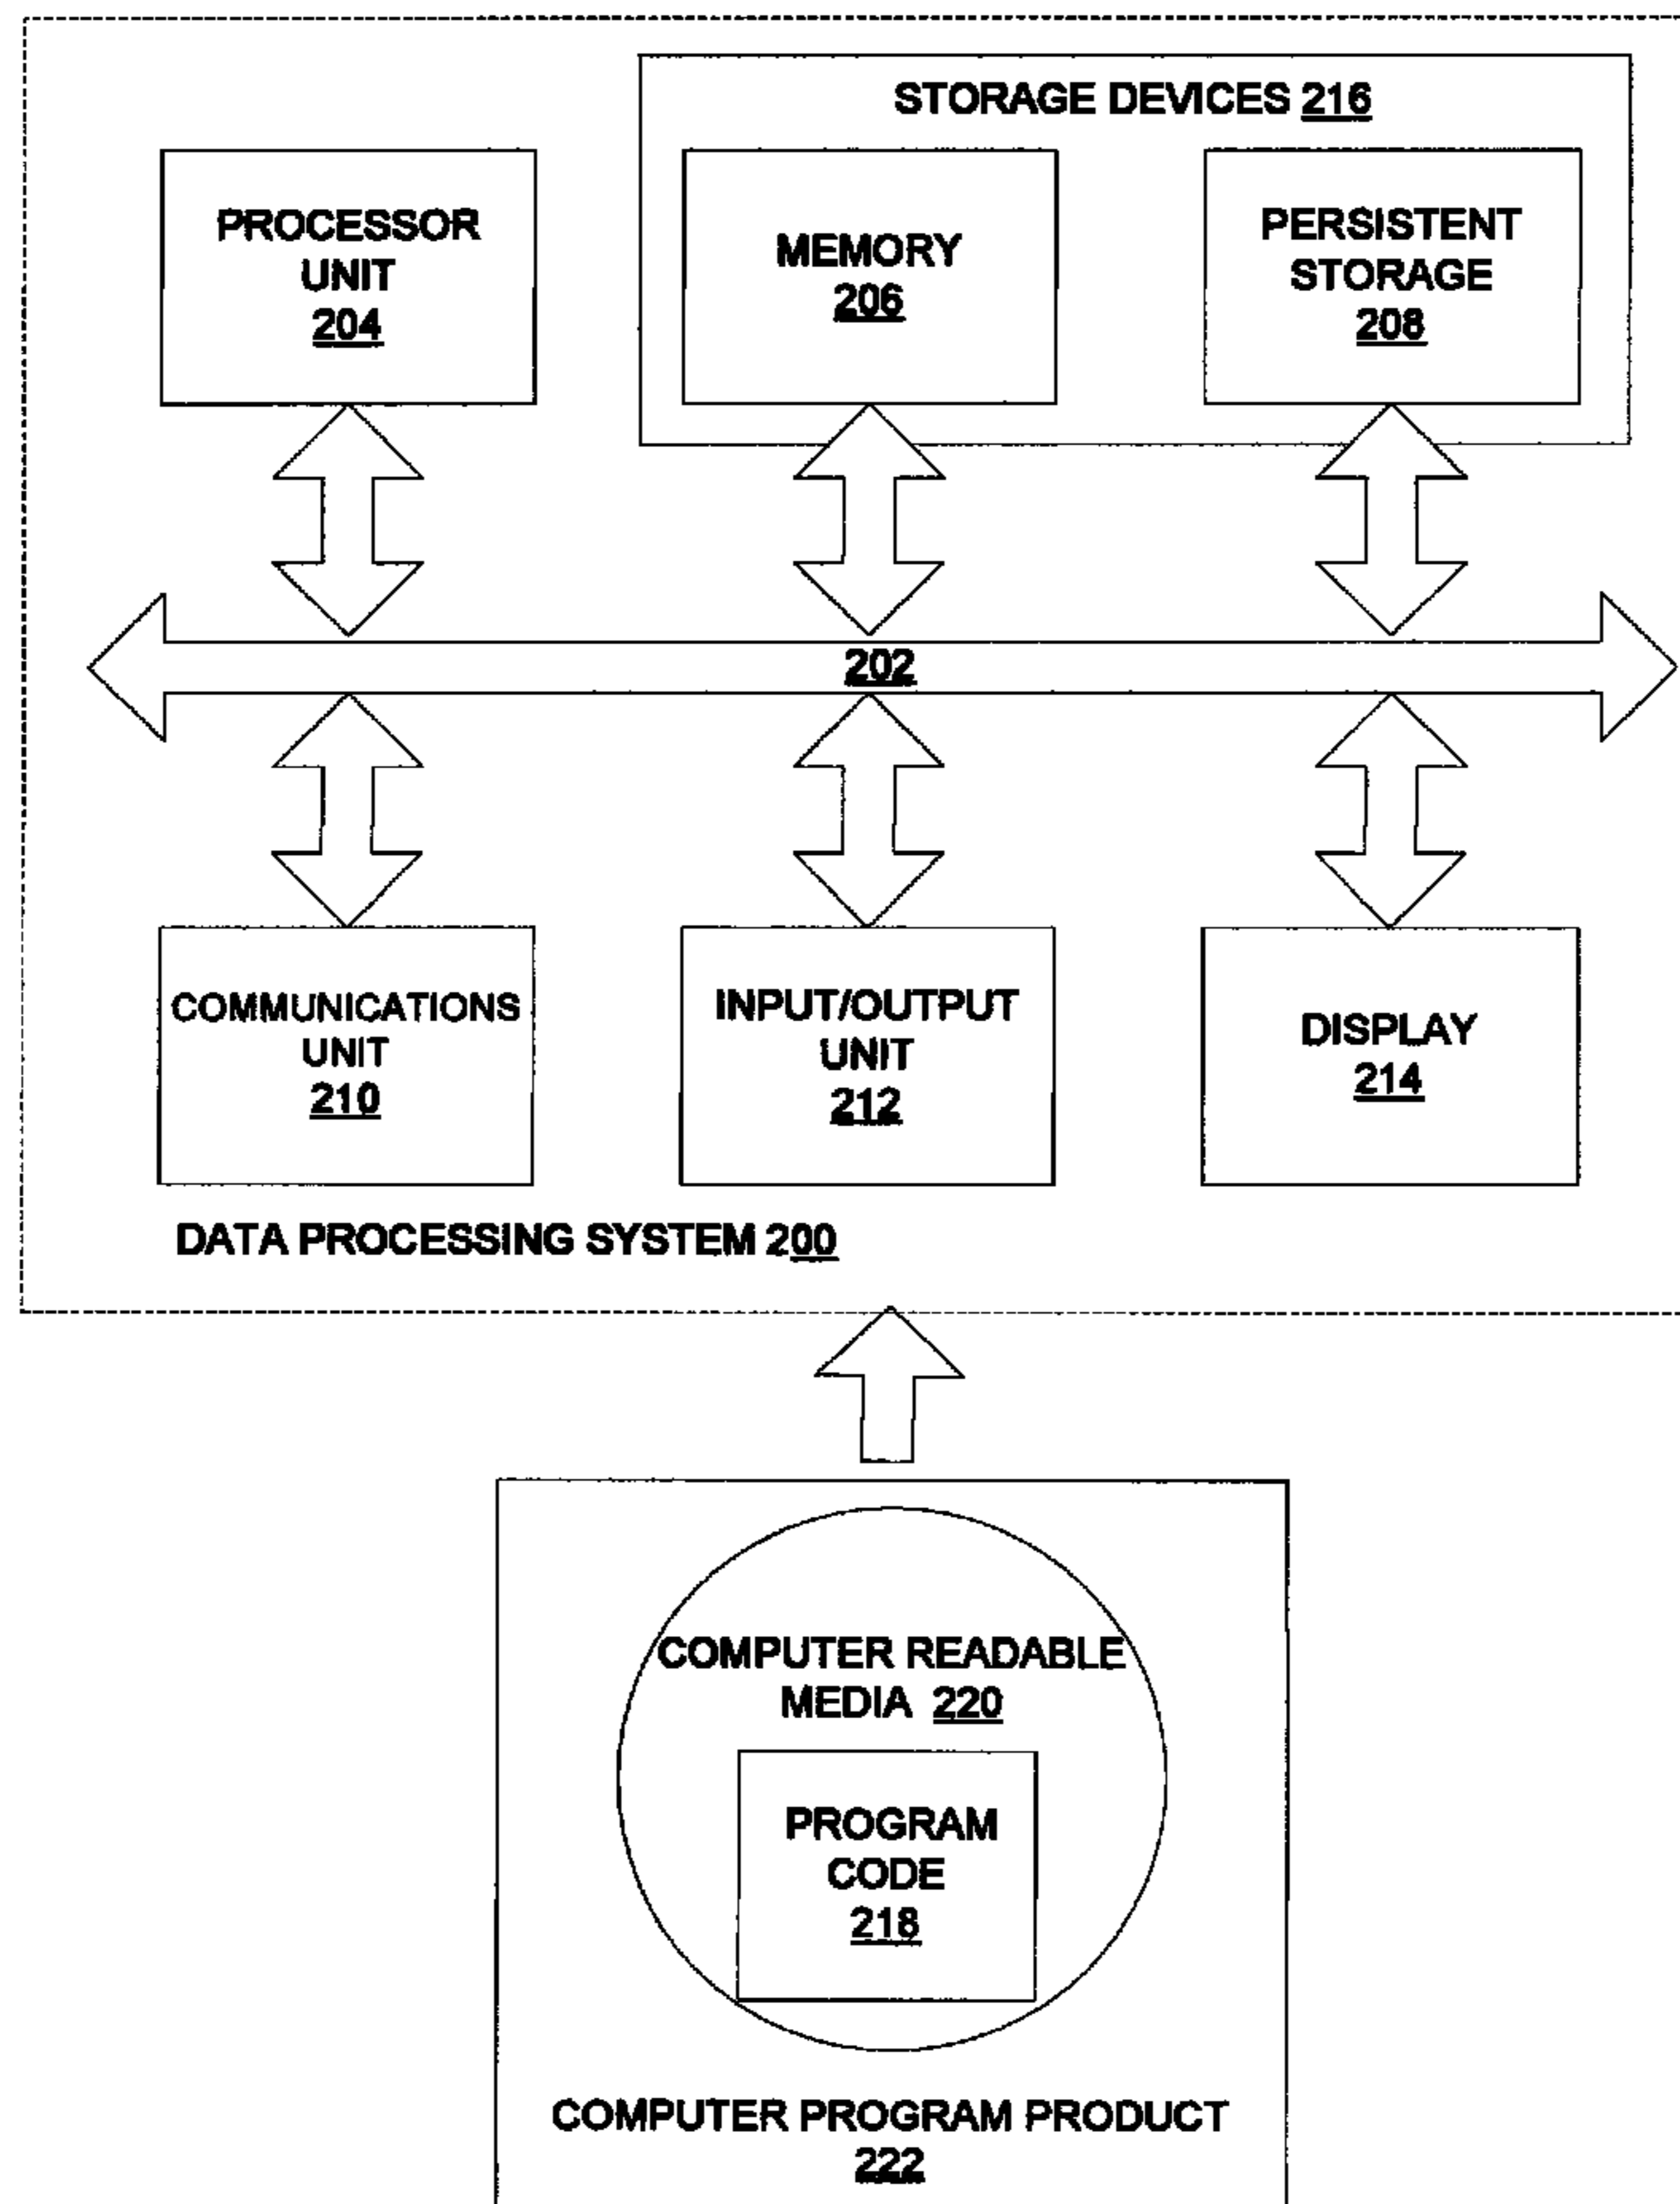 STORAGE DEVICES 216
PROCESSOR
UNIT
204
MEMORY
206
PERSISTENT
STORAGE
208
202
COMMUNICATIONS
UNIT
210
INPUT/OUTPUT
UNIT
212
DISPLAY
214
DATA PROCESSING SYSTEM 200
COMPUTER READABLE
MEDIA 220
PROGRAM
CODE
218
COMPUTER PROGRAM PRODUCT
222